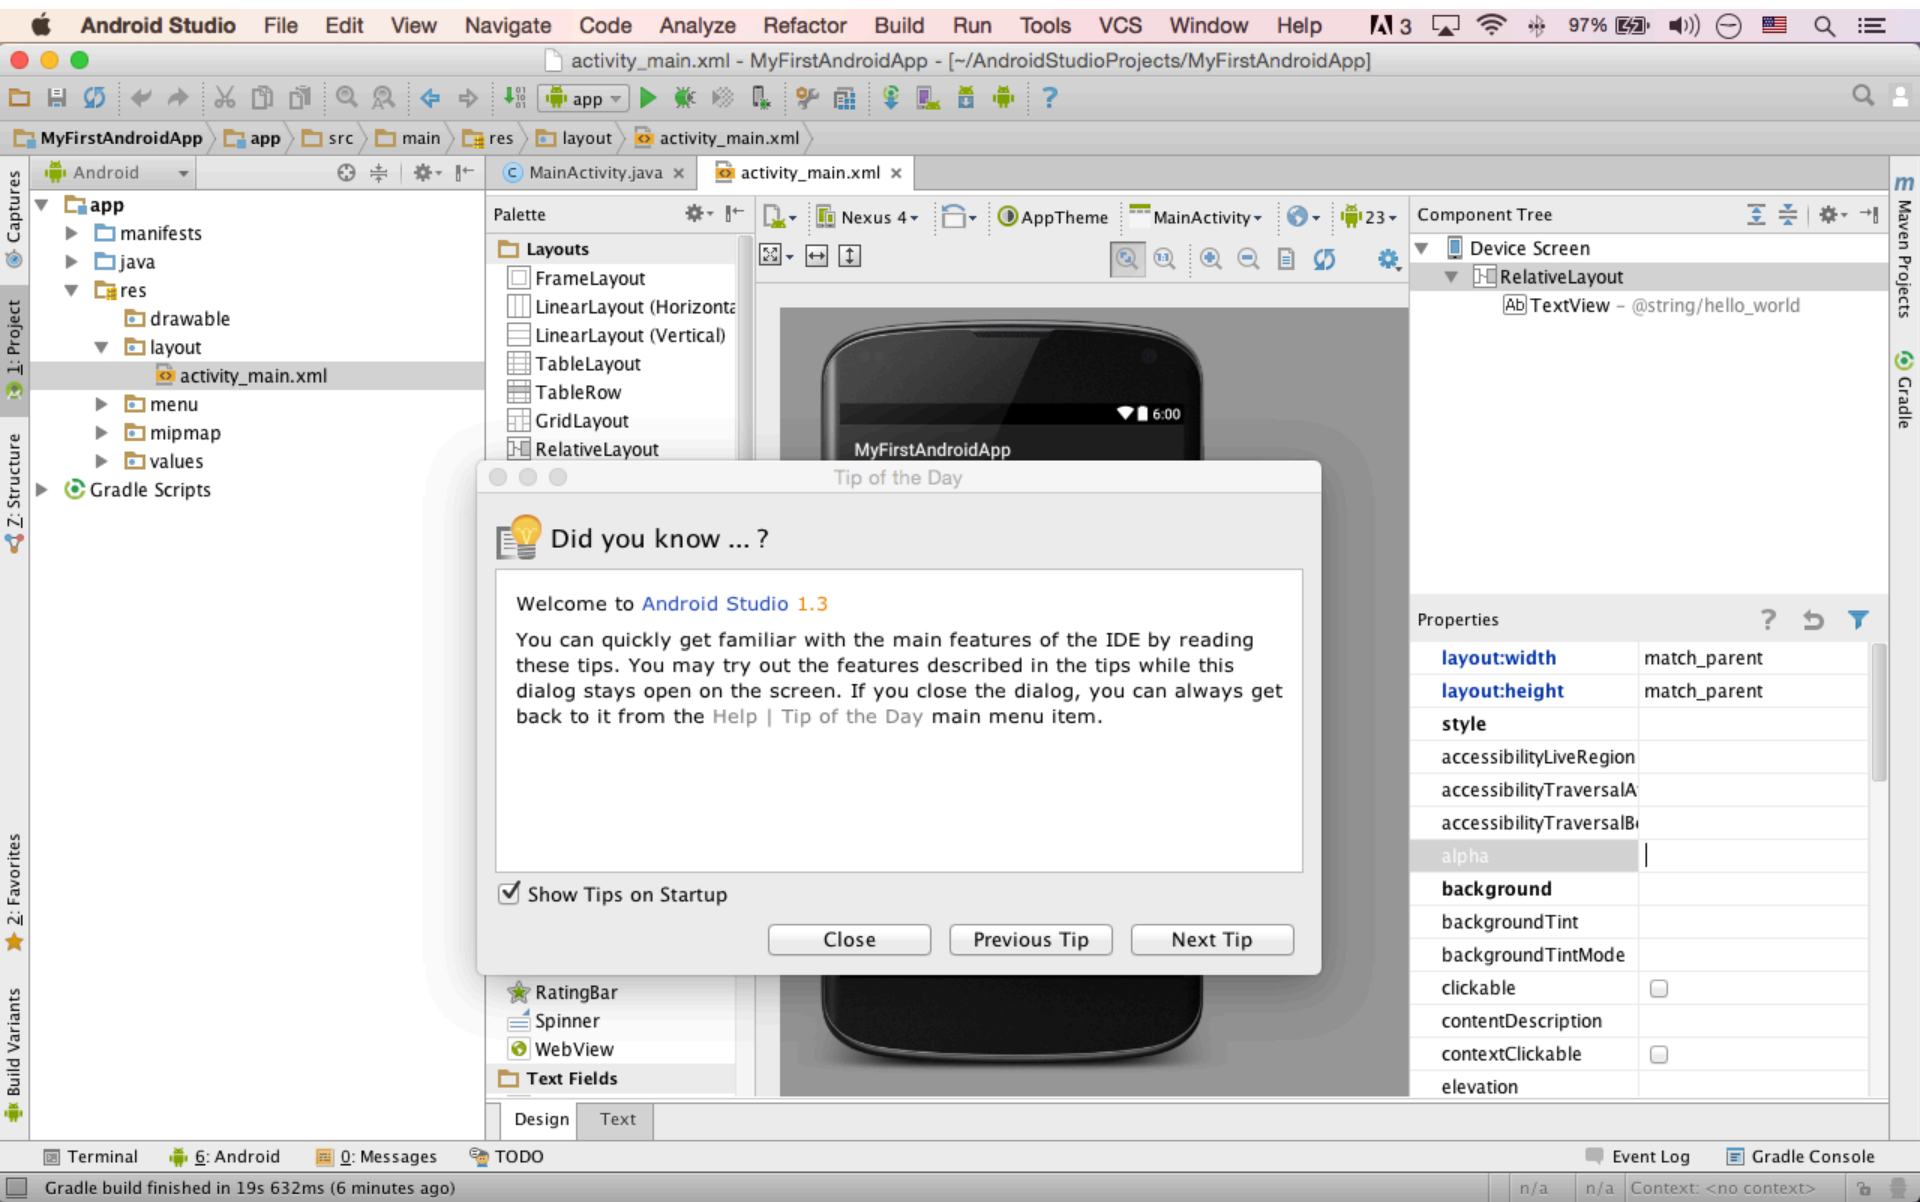 Android Studio File Edit View Navigate Code Analyze Refactor Build Run Tools VCS Window Help 3 97%
activity_main.xml - MyFirstAndroidApp - [~/AndroidStudioProjects/MyFirstAndroidApp]
app
MyFirstAndroidApp app src main res layout activity_main.xml
Android
MainActivity.java activity_main.xml
Captures
1: Project
Z: Structure
2: Favorites
Build Variants
app
manifests
java
res
drawable
layout
activity_main.xml
menu
mipmap
values
Gradle Scripts
Palette
Layouts
FrameLayout
LinearLayout (Horizonta
LinearLayout (Vertical)
TableLayout
TableRow
GridLayout
RelativeLayout
RatingBar
Spinner
WebView
Text Fields
Nexus 4 AppTheme MainActivity 23
6:00
MyFirstAndroidApp
Tip of the Day
Did you know ... ?
Welcome to Android Studio 1.3
You can quickly get familiar with the main features of the IDE by reading
these tips. You may try out the features described in the tips while this
dialog stays open on the screen. If you close the dialog, you can always get
back to it from the Help | Tip of the Day main menu item.
Show Tips on Startup
Close Previous Tip Next Tip
Component Tree
Device Screen
RelativeLayout
Ab TextView – @string/hello_world
Properties
layout:width match_parent
layout:height match_parent
style
accessibilityLiveRegion
accessibilityTraversalA
accessibilityTraversalB
alpha
background
backgroundTint
backgroundTintMode
clickable
contentDescription
contextClickable
elevation
m Maven Projects
Gradle
Design Text
Terminal 6: Android 0: Messages TODO Event Log Gradle Console
Gradle build finished in 19s 632ms (6 minutes ago) n/a n/a Context: <no context>